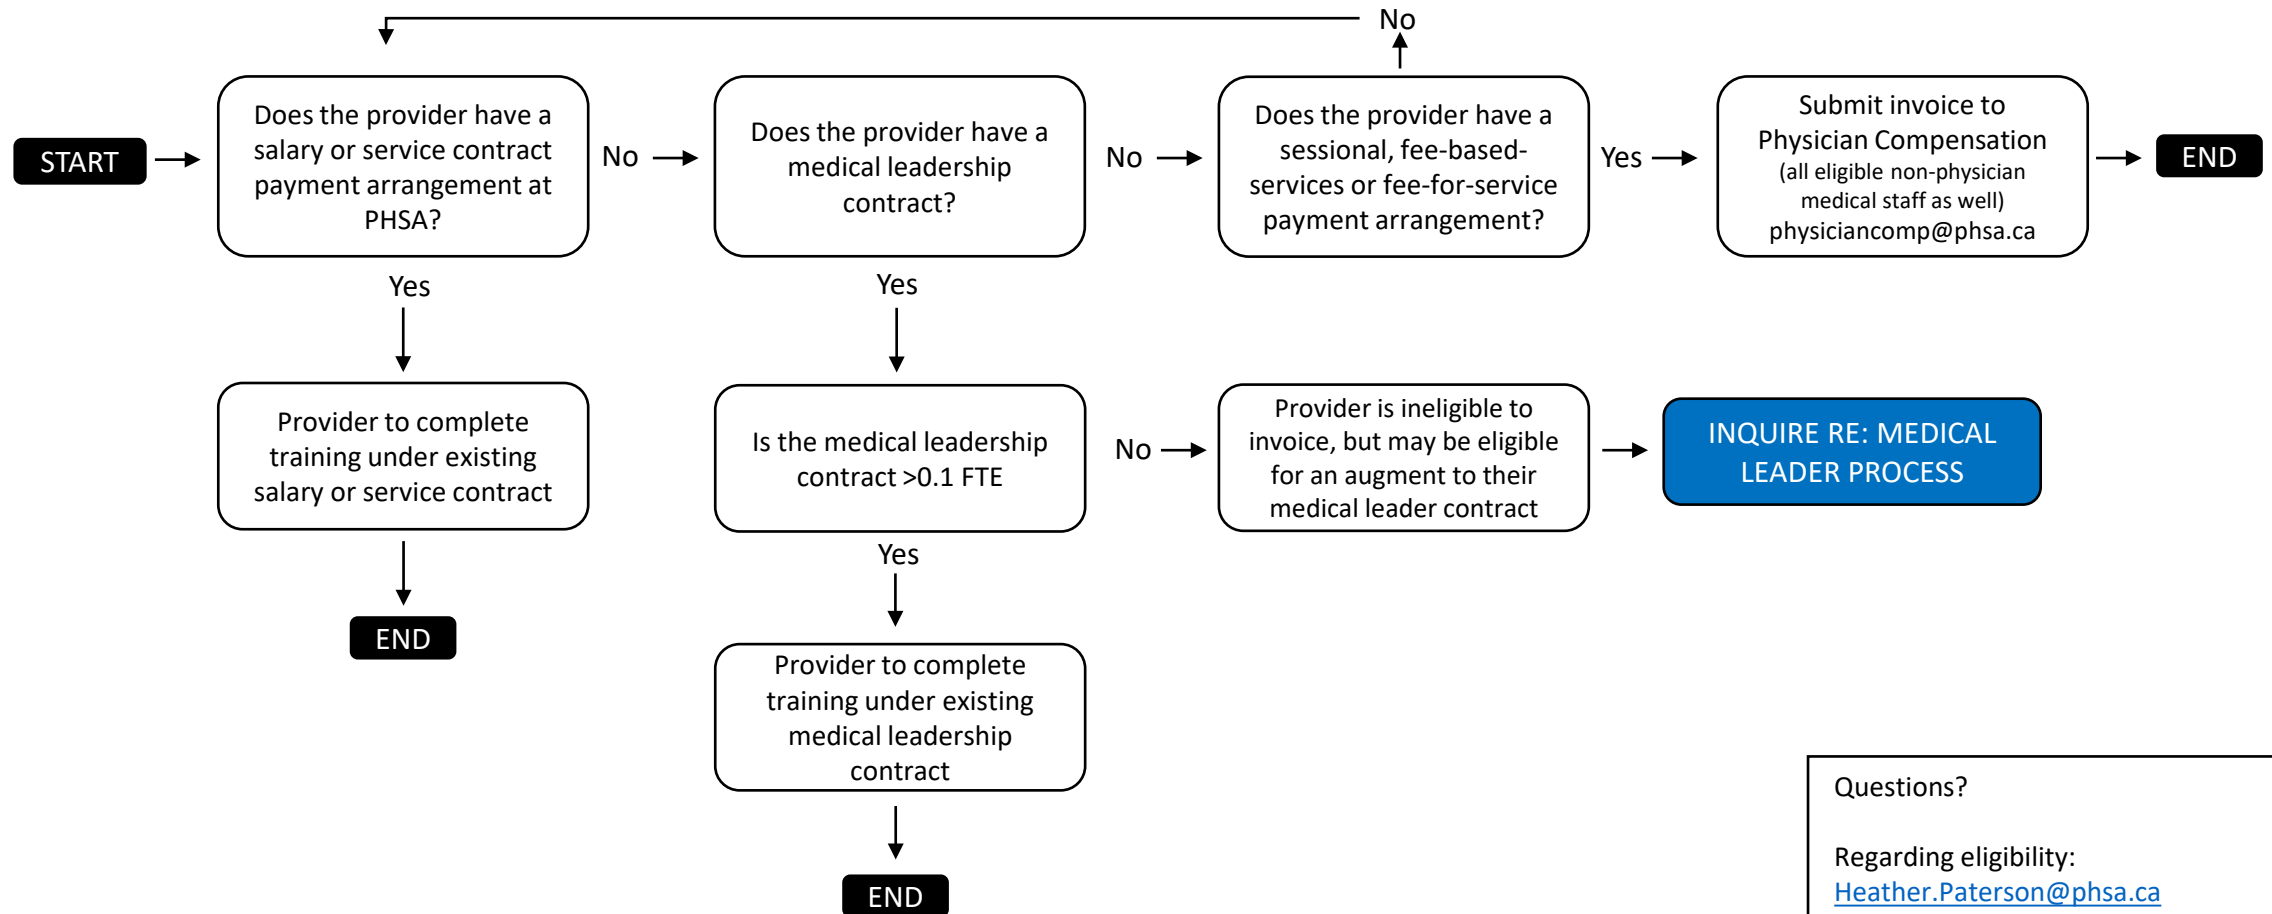 No
START
Does the provider have a
salary or service contract
payment arrangement at
PHSA?
No
Does the provider have a
medical leadership
contract?
No
Does the provider have a
sessional, fee-based-
services or fee-for-service
payment arrangement?
Yes
Submit invoice to
Physician Compensation
(all eligible non-physician
medical staff as well)
physiciancomp@phsa.ca
END
Yes
Yes
Provider to complete
training under existing
salary or service contract
Is the medical leadership
contract >0.1 FTE
No
Provider is ineligible to
invoice, but may be eligible
for an augment to their
medical leader contract
INQUIRE RE: MEDICAL
LEADER PROCESS
Yes
END
Provider to complete
training under existing
medical leadership
contract
END
Questions?
Regarding eligibility:
Heather.Paterson@phsa.ca